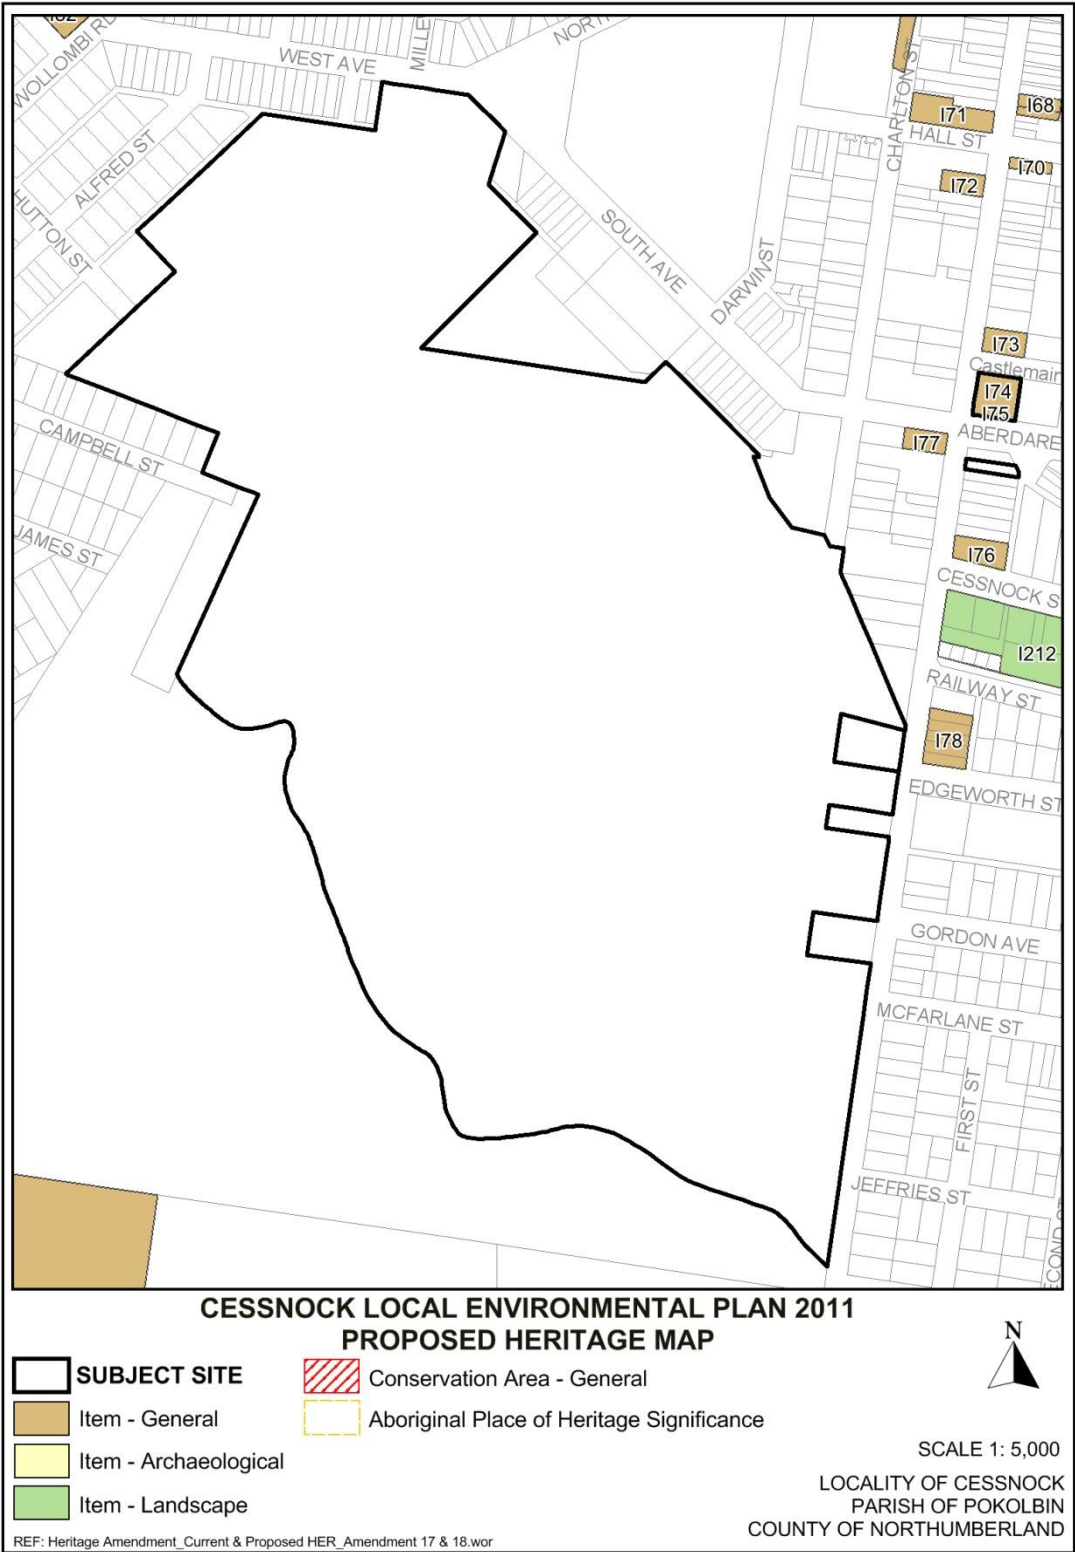 WOLLOMBI RD
WEST AVE
ALFRED ST
HUTTON ST
CHARLTON ST
I71
I68
HALL ST
I70
I72
SOUTH AVE
DARWIN ST
I73
Castlemain
I74
I75
ABERDARE
I77
CAMPBELL ST
JAMES ST
I76
CESSNOCK S
I212
RAILWAY ST
I78
EDGEWORTH ST
GORDON AVE
MCFARLANE ST
FIRST ST
JEFFRIES ST
CESSNOCK LOCAL ENVIRONMENTAL PLAN 2011
PROPOSED HERITAGE MAP
N
SUBJECT SITE
Item - General
Item - Archaeological
Item - Landscape
Conservation Area - General
Aboriginal Place of Heritage Significance
SCALE 1: 5,000
LOCALITY OF CESSNOCK
PARISH OF POKOLBIN
COUNTY OF NORTHUMBERLAND
REF: Heritage Amendment_Current & Proposed HER_Amendment 17 & 18.wor